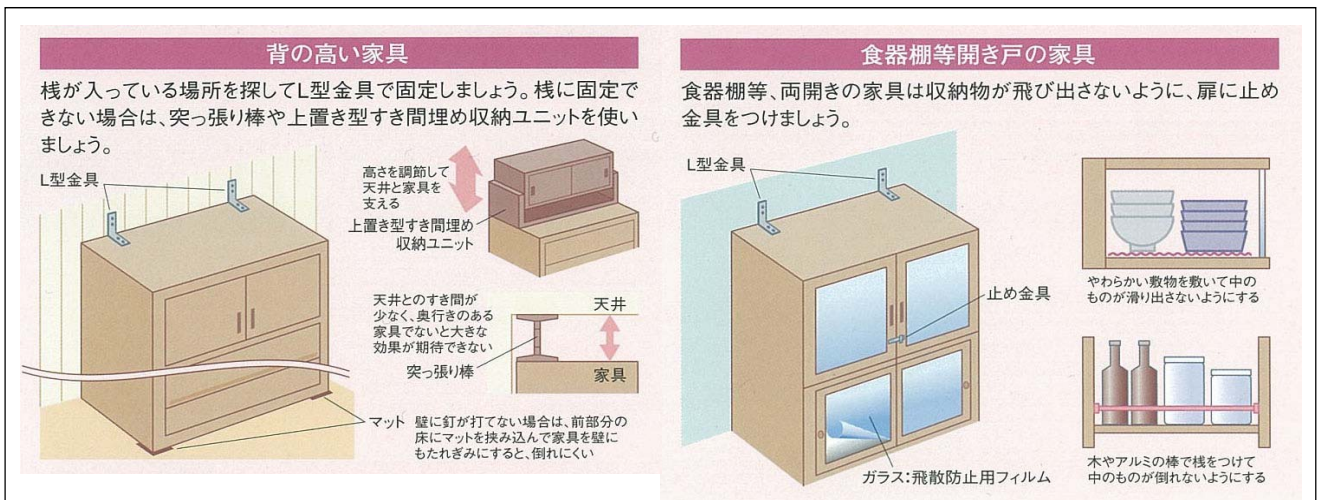 背の高い家具
桟が入っている場所を探してL型金具で固定しましょう。桟に固定で
きない場合は、突っ張り棒や上置き型すき間埋め収納ユニットを使い
ましょう。
L型金具
高さを調節して
天井と家具を
支える
上置き型すき間埋め
収納ユニット
天井とのすき間が
少なく、奥行きのある
家具でないと大きな
効果が期待できない
突っ張り棒
天井
家具
マット
壁に釘が打てない場合は、前部分の
床にマットを挟み込んで家具を壁に
もたれぎみにすると、倒れにくい
食器棚等開き戸の家具
食器棚等、両開きの家具は収納物が飛び出さないように、扉に止め
金具をつけましょう。
L型金具
止め金具
ガラス:飛散防止用フィルム
やわらかい敷物を敷いて中の
ものが滑り出さないようにする
木やアルミの棒で桟をつけて
中のものが倒れないようにする